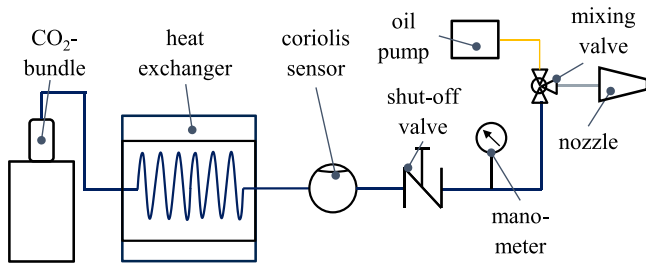 CO₂-
bundle
heat
exchanger
coriolis
sensor
oil
pump
mixing
valve
shut-off
valve
nozzle
mano-
meter